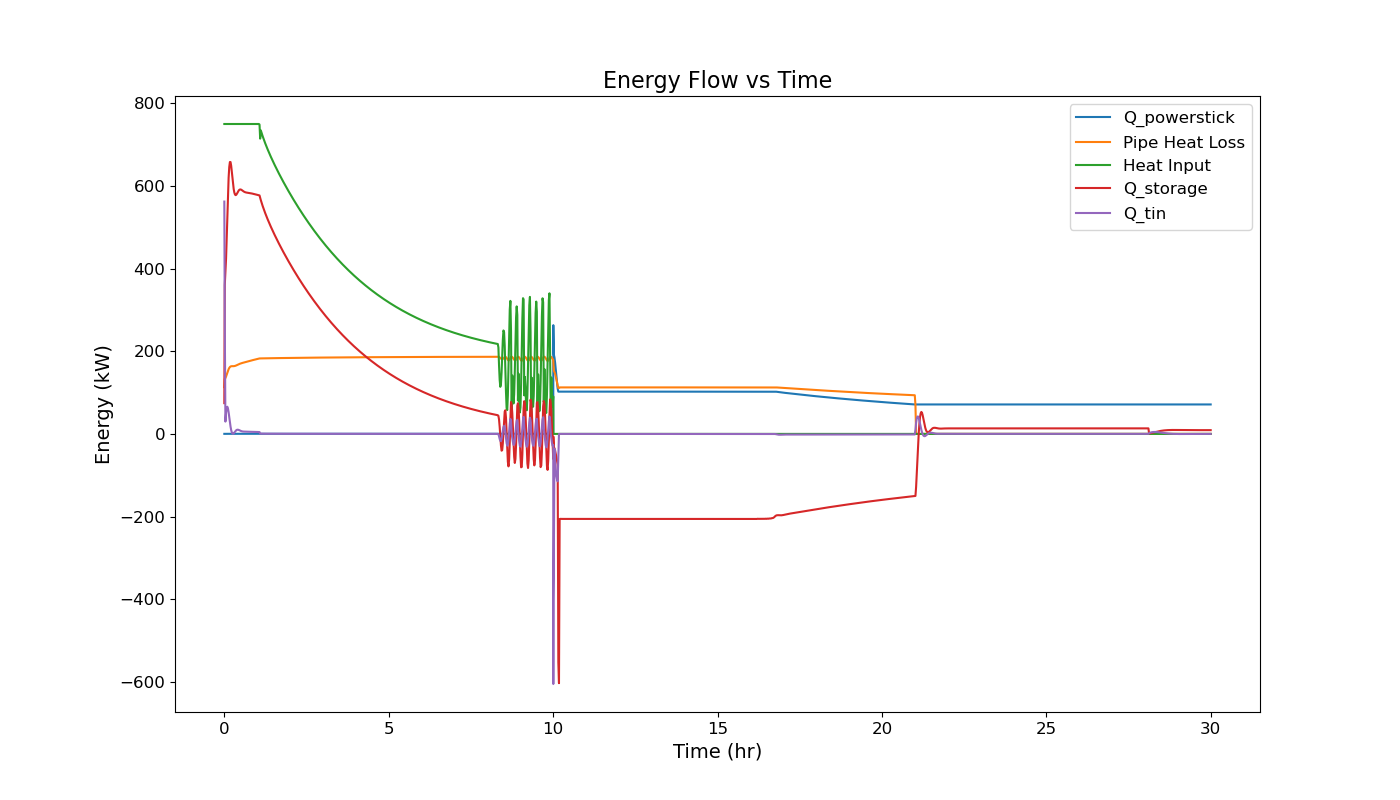 Energy Flow vs Time
Energy (kW)
800
600
400
200
0
−200
−400
−600
0
5
10
15
20
25
30
Time (hr)
Q_powerstick
Pipe Heat Loss
Heat Input
Q_storage
Q_tin